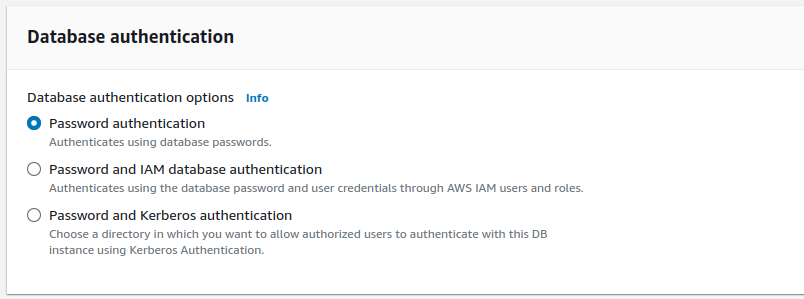 Database authentication
Database authentication options Info
Password authentication
Authenticates using database passwords.
Password and IAM database authentication
Authenticates using the database password and user credentials through AWS IAM users and roles.
Password and Kerberos authentication
Choose a directory in which you want to allow authorized users to authenticate with this DB
instance using Kerberos Authentication.